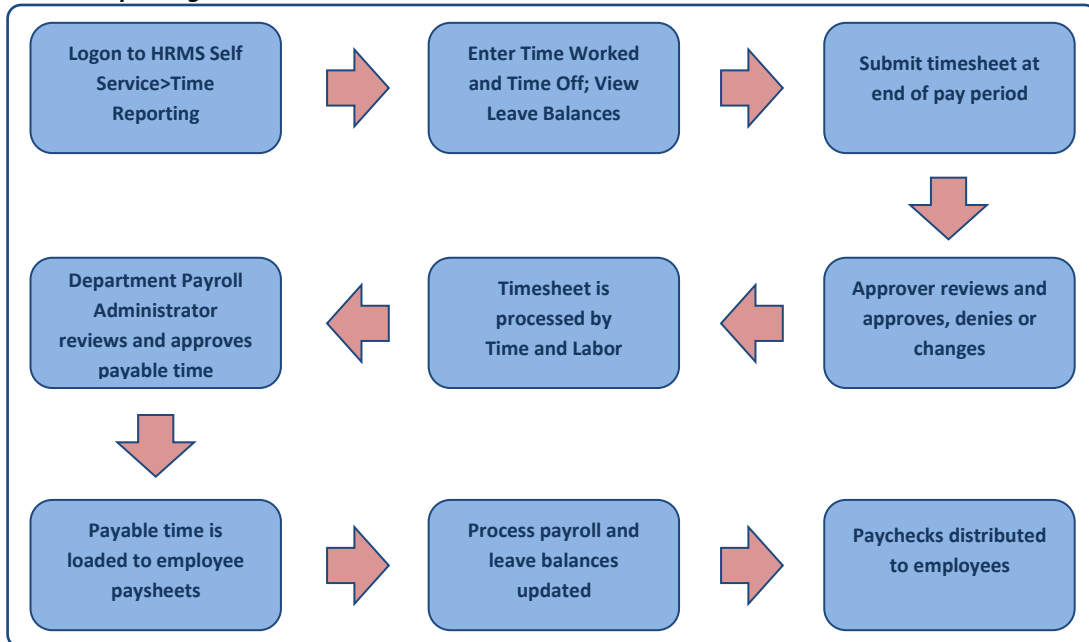 Logon to HRMS Self
Service>Time
Reporting
Enter Time Worked
and Time Off; View
Leave Balances
Submit timesheet at
end of pay period
Approver reviews and
approves, denies or
changes
Timesheet is
processed by
Time and Labor
Department Payroll
Administrator
reviews and approves
payable time
Payable time is
loaded to employee
paysheets
Process payroll and
leave balances
updated
Paychecks distributed
to employees